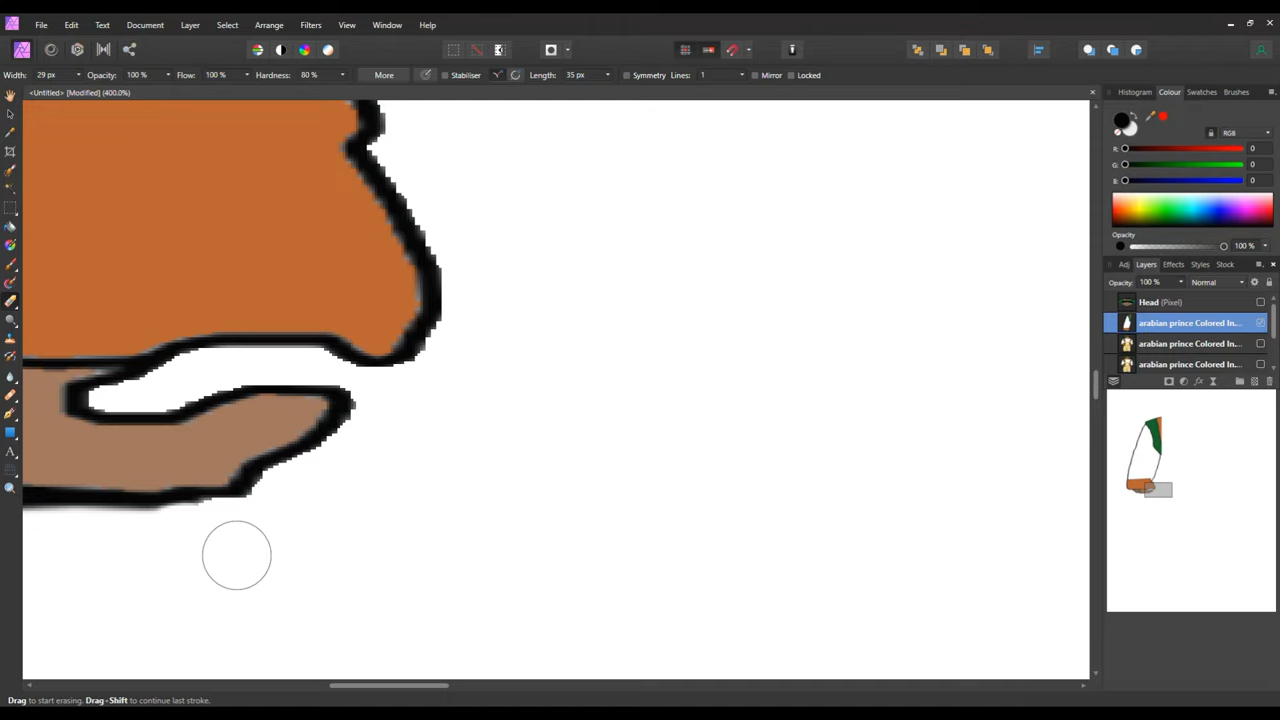 File Edit Text Document Layer Select Arrange Filters View Window Help
Width: 29 px Opacity: 100 % Flow: 100 % Hardness: 80 % More Stabiliser Length: 35 px Symmetry Lines: 1 Mirror Locked
<Untitled> [Modified] (400.0%)
Histogram Colour Swatches Brushes
RGB
R: 0
G: 0
B: 0
Opacity
100 %
Adj Layers Effects Styles Stock
Opacity: 100 % Normal
Head (Pixel)
arabian prince Colored In...
arabian prince Colored In...
arabian prince Colored In...
Drag to start erasing. Drag+Shift to continue last stroke.